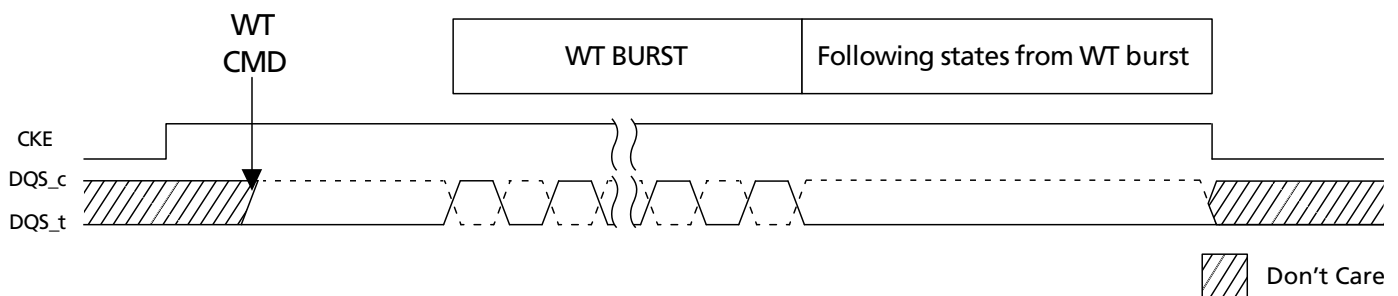 WT
CMD
WT BURST
Following states from WT burst
CKE
DQS_c
DQS_t
Don't Care